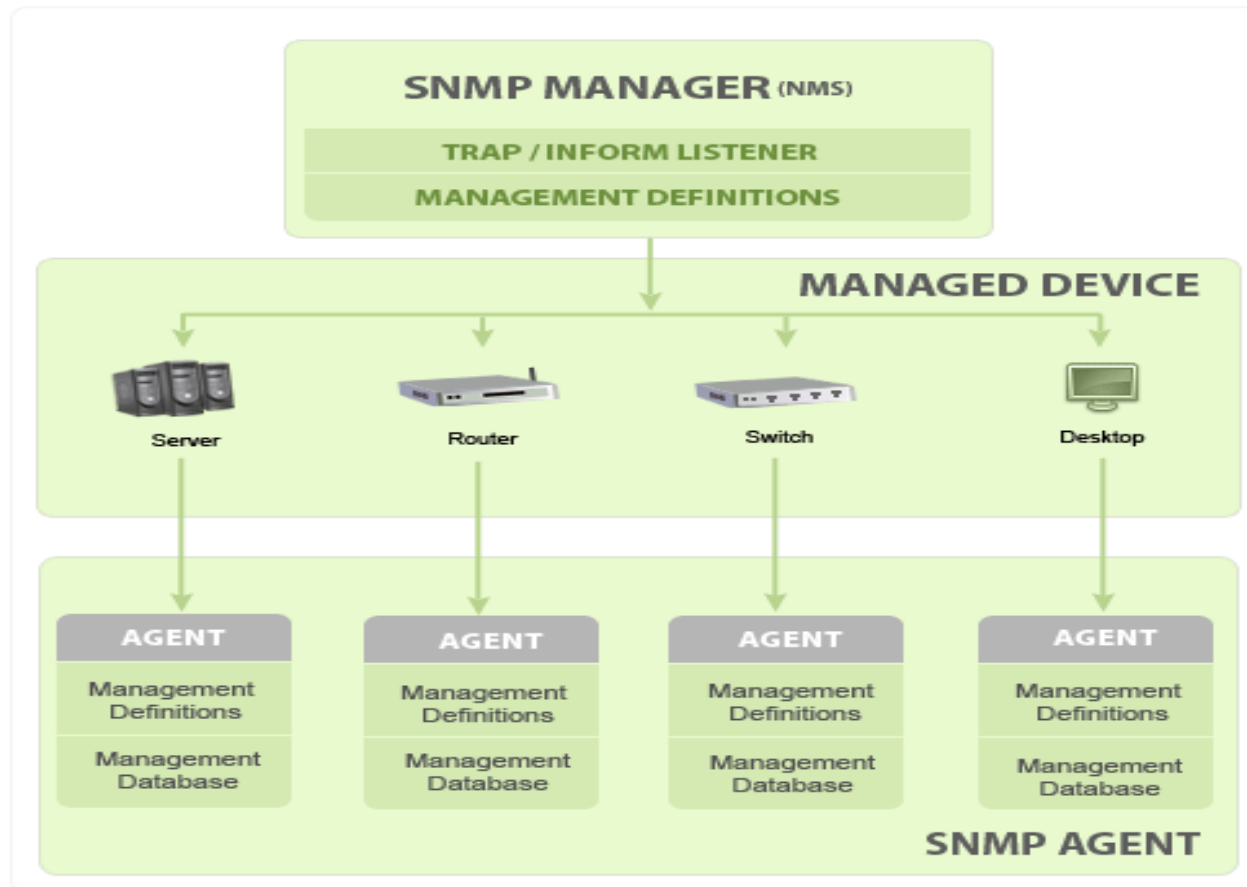 SNMP MANAGER (NMS)
TRAP / INFORM LISTENER
MANAGEMENT DEFINITIONS
MANAGED DEVICE
Server
Router
Switch
Desktop
AGENT
Management
Definitions
Management
Database
AGENT
Management
Definitions
Management
Database
AGENT
Management
Definitions
Management
Database
AGENT
Management
Definitions
Management
Database
SNMP AGENT